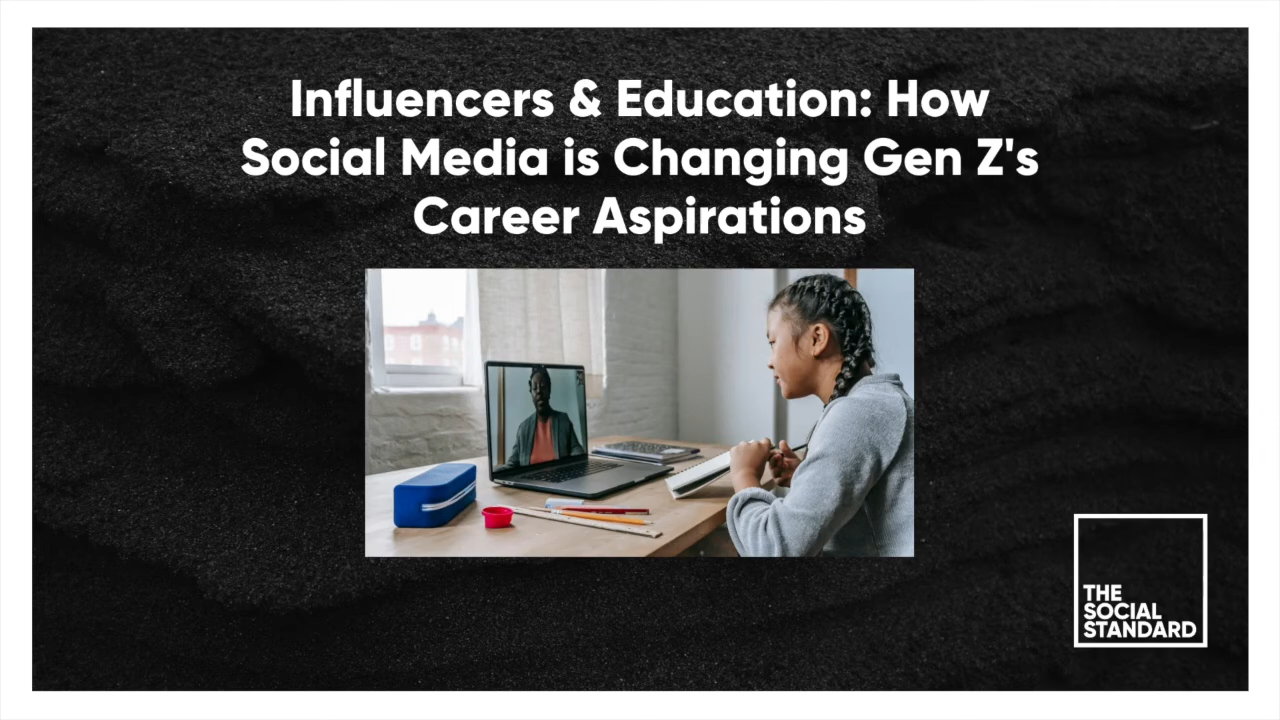 Influencers & Education: How
Social Media is Changing Gen Z's
Career Aspirations
THE
SOCIAL
STANDARD